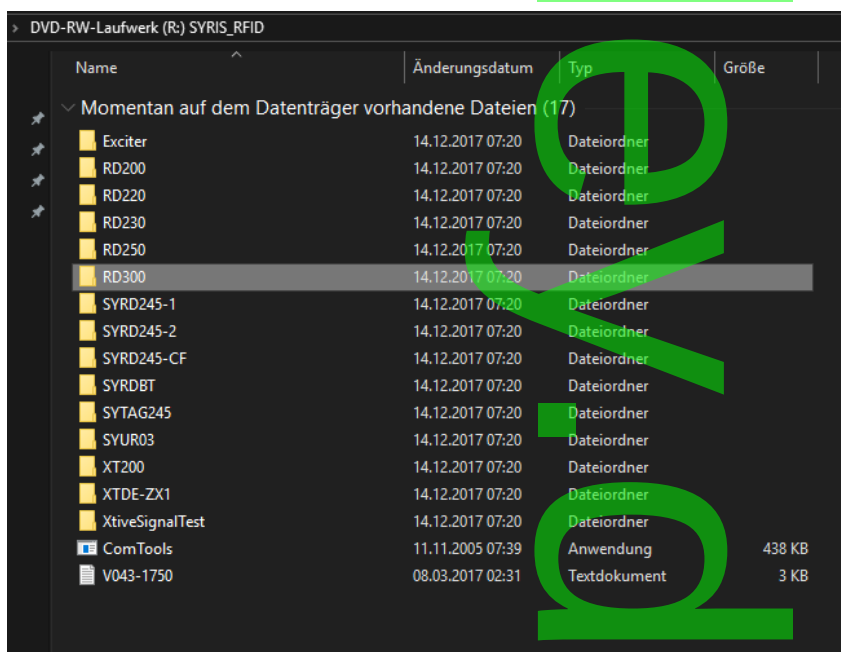 › DVD-RW-Laufwerk (R:) SYRIS_RFID
Name Änderungsdatum Typ Größe
Momentan auf dem Datenträger vorhandene Dateien (17)
Exciter 14.12.2017 07:20 Dateiordner
RD200 14.12.2017 07:20 Dateiordner
RD220 14.12.2017 07:20 Dateiordner
RD230 14.12.2017 07:20 Dateiordner
RD250 14.12.2017 07:20 Dateiordner
RD300 14.12.2017 07:20 Dateiordner
SYRD245-1 14.12.2017 07:20 Dateiordner
SYRD245-2 14.12.2017 07:20 Dateiordner
SYRD245-CF 14.12.2017 07:20 Dateiordner
SYRDBT 14.12.2017 07:20 Dateiordner
SYTAG245 14.12.2017 07:20 Dateiordner
SYUR03 14.12.2017 07:20 Dateiordner
XT200 14.12.2017 07:20 Dateiordner
XTDE-ZX1 14.12.2017 07:20 Dateiordner
XtiveSignalTest 14.12.2017 07:20 Dateiordner
ComTools 11.11.2005 07:39 Anwendung 438 KB
V043-1750 08.03.2017 02:31 Textdokument 3 KB
ey.d